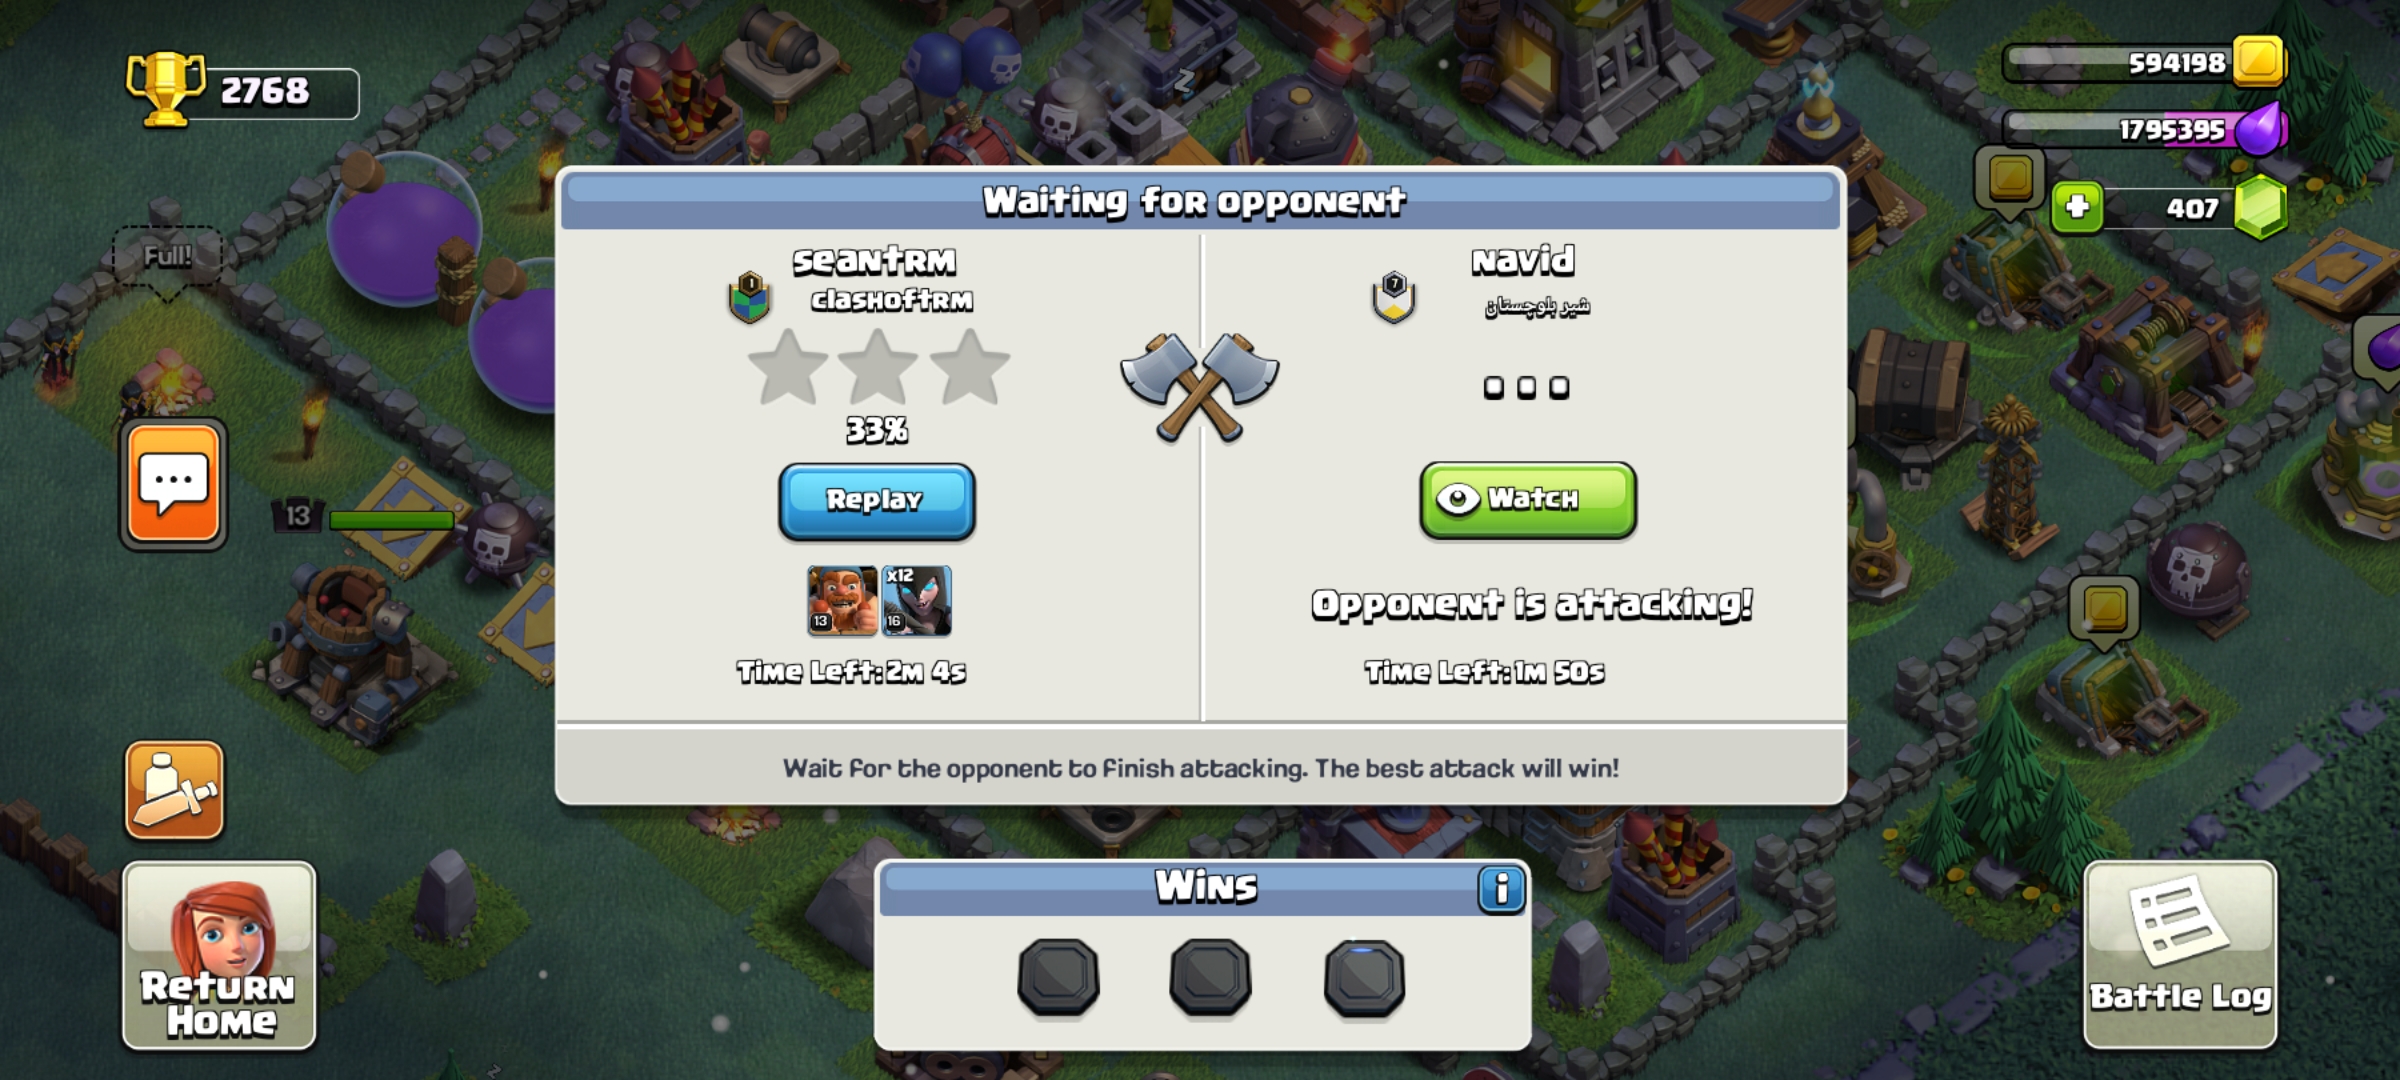 2768
594198
1795395
407
Full!
13
Waiting for opponent
seantrm
1
clashoftrm
33%
Replay
x12
13
16
Time Left: 2m 4s
Navid
7
شیر بلوچستان
Watch
Opponent is attacking!
Time Left: 1m 50s
Wait for the opponent to finish attacking. The best attack will win!
Wins
i
Return
Home
Battle Log